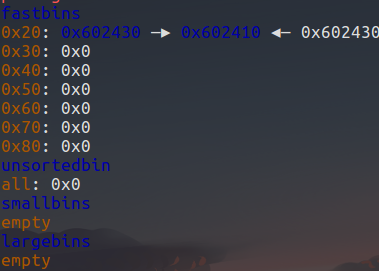 fastbins
0x20: 0x602430 —▸ 0x602410 ◂— 0x602430
0x30: 0x0
0x40: 0x0
0x50: 0x0
0x60: 0x0
0x70: 0x0
0x80: 0x0
unsortedbin
all: 0x0
smallbins
empty
largebins
empty